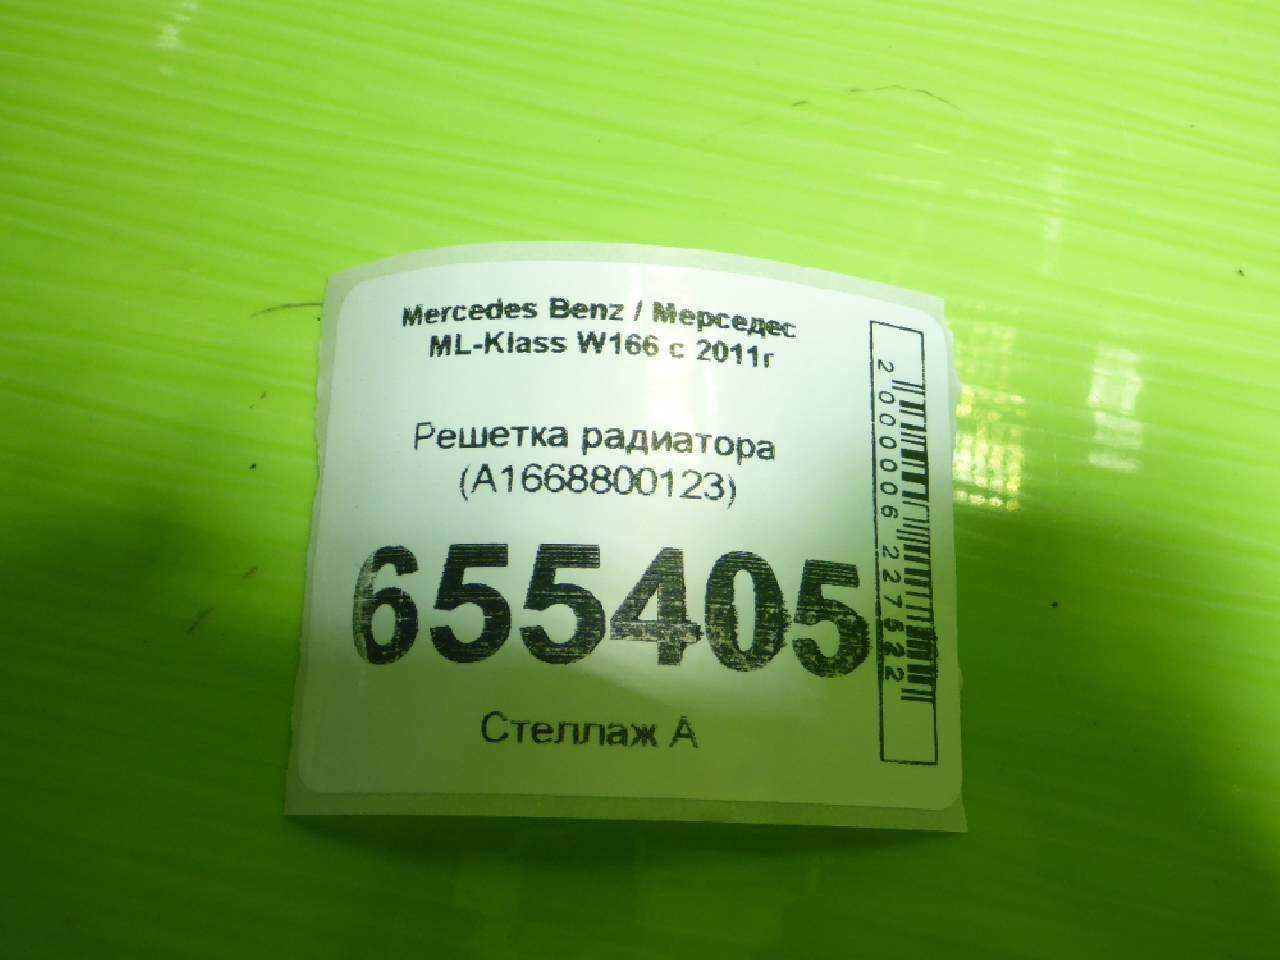 Mercedes Benz / Мерседес
ML-Klass W166 с 2011г
Решетка радиатора
(A1668800123)
655405
Стеллаж А
2000006227622